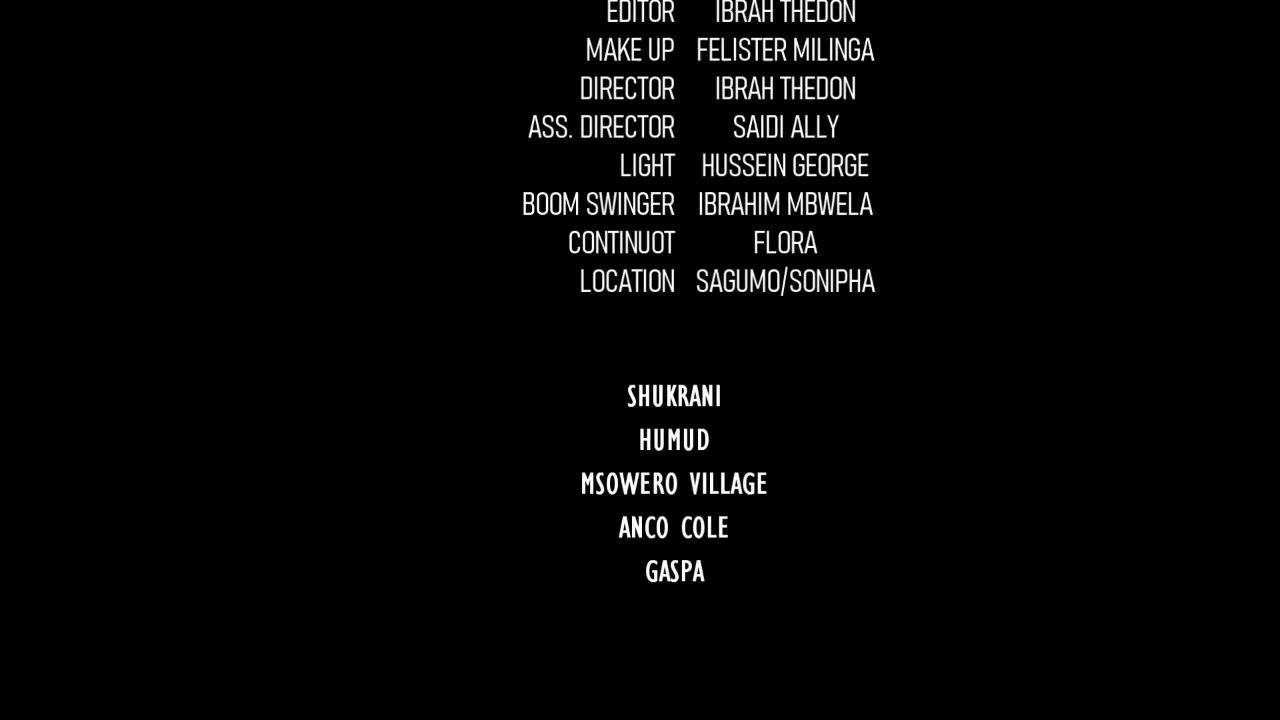 EDITOR IBRAH THEDON
MAKE UP FELISTER MILINGA
DIRECTOR IBRAH THEDON
ASS. DIRECTOR SAIDI ALLY
LIGHT HUSSEIN GEORGE
BOOM SWINGER IBRAHIM MBWELA
CONTINUOT FLORA
LOCATION SAGUMO/SONIPHA
SHUKRANI
HUMUD
MSOWERO VILLAGE
ANCO COLE
GASPA